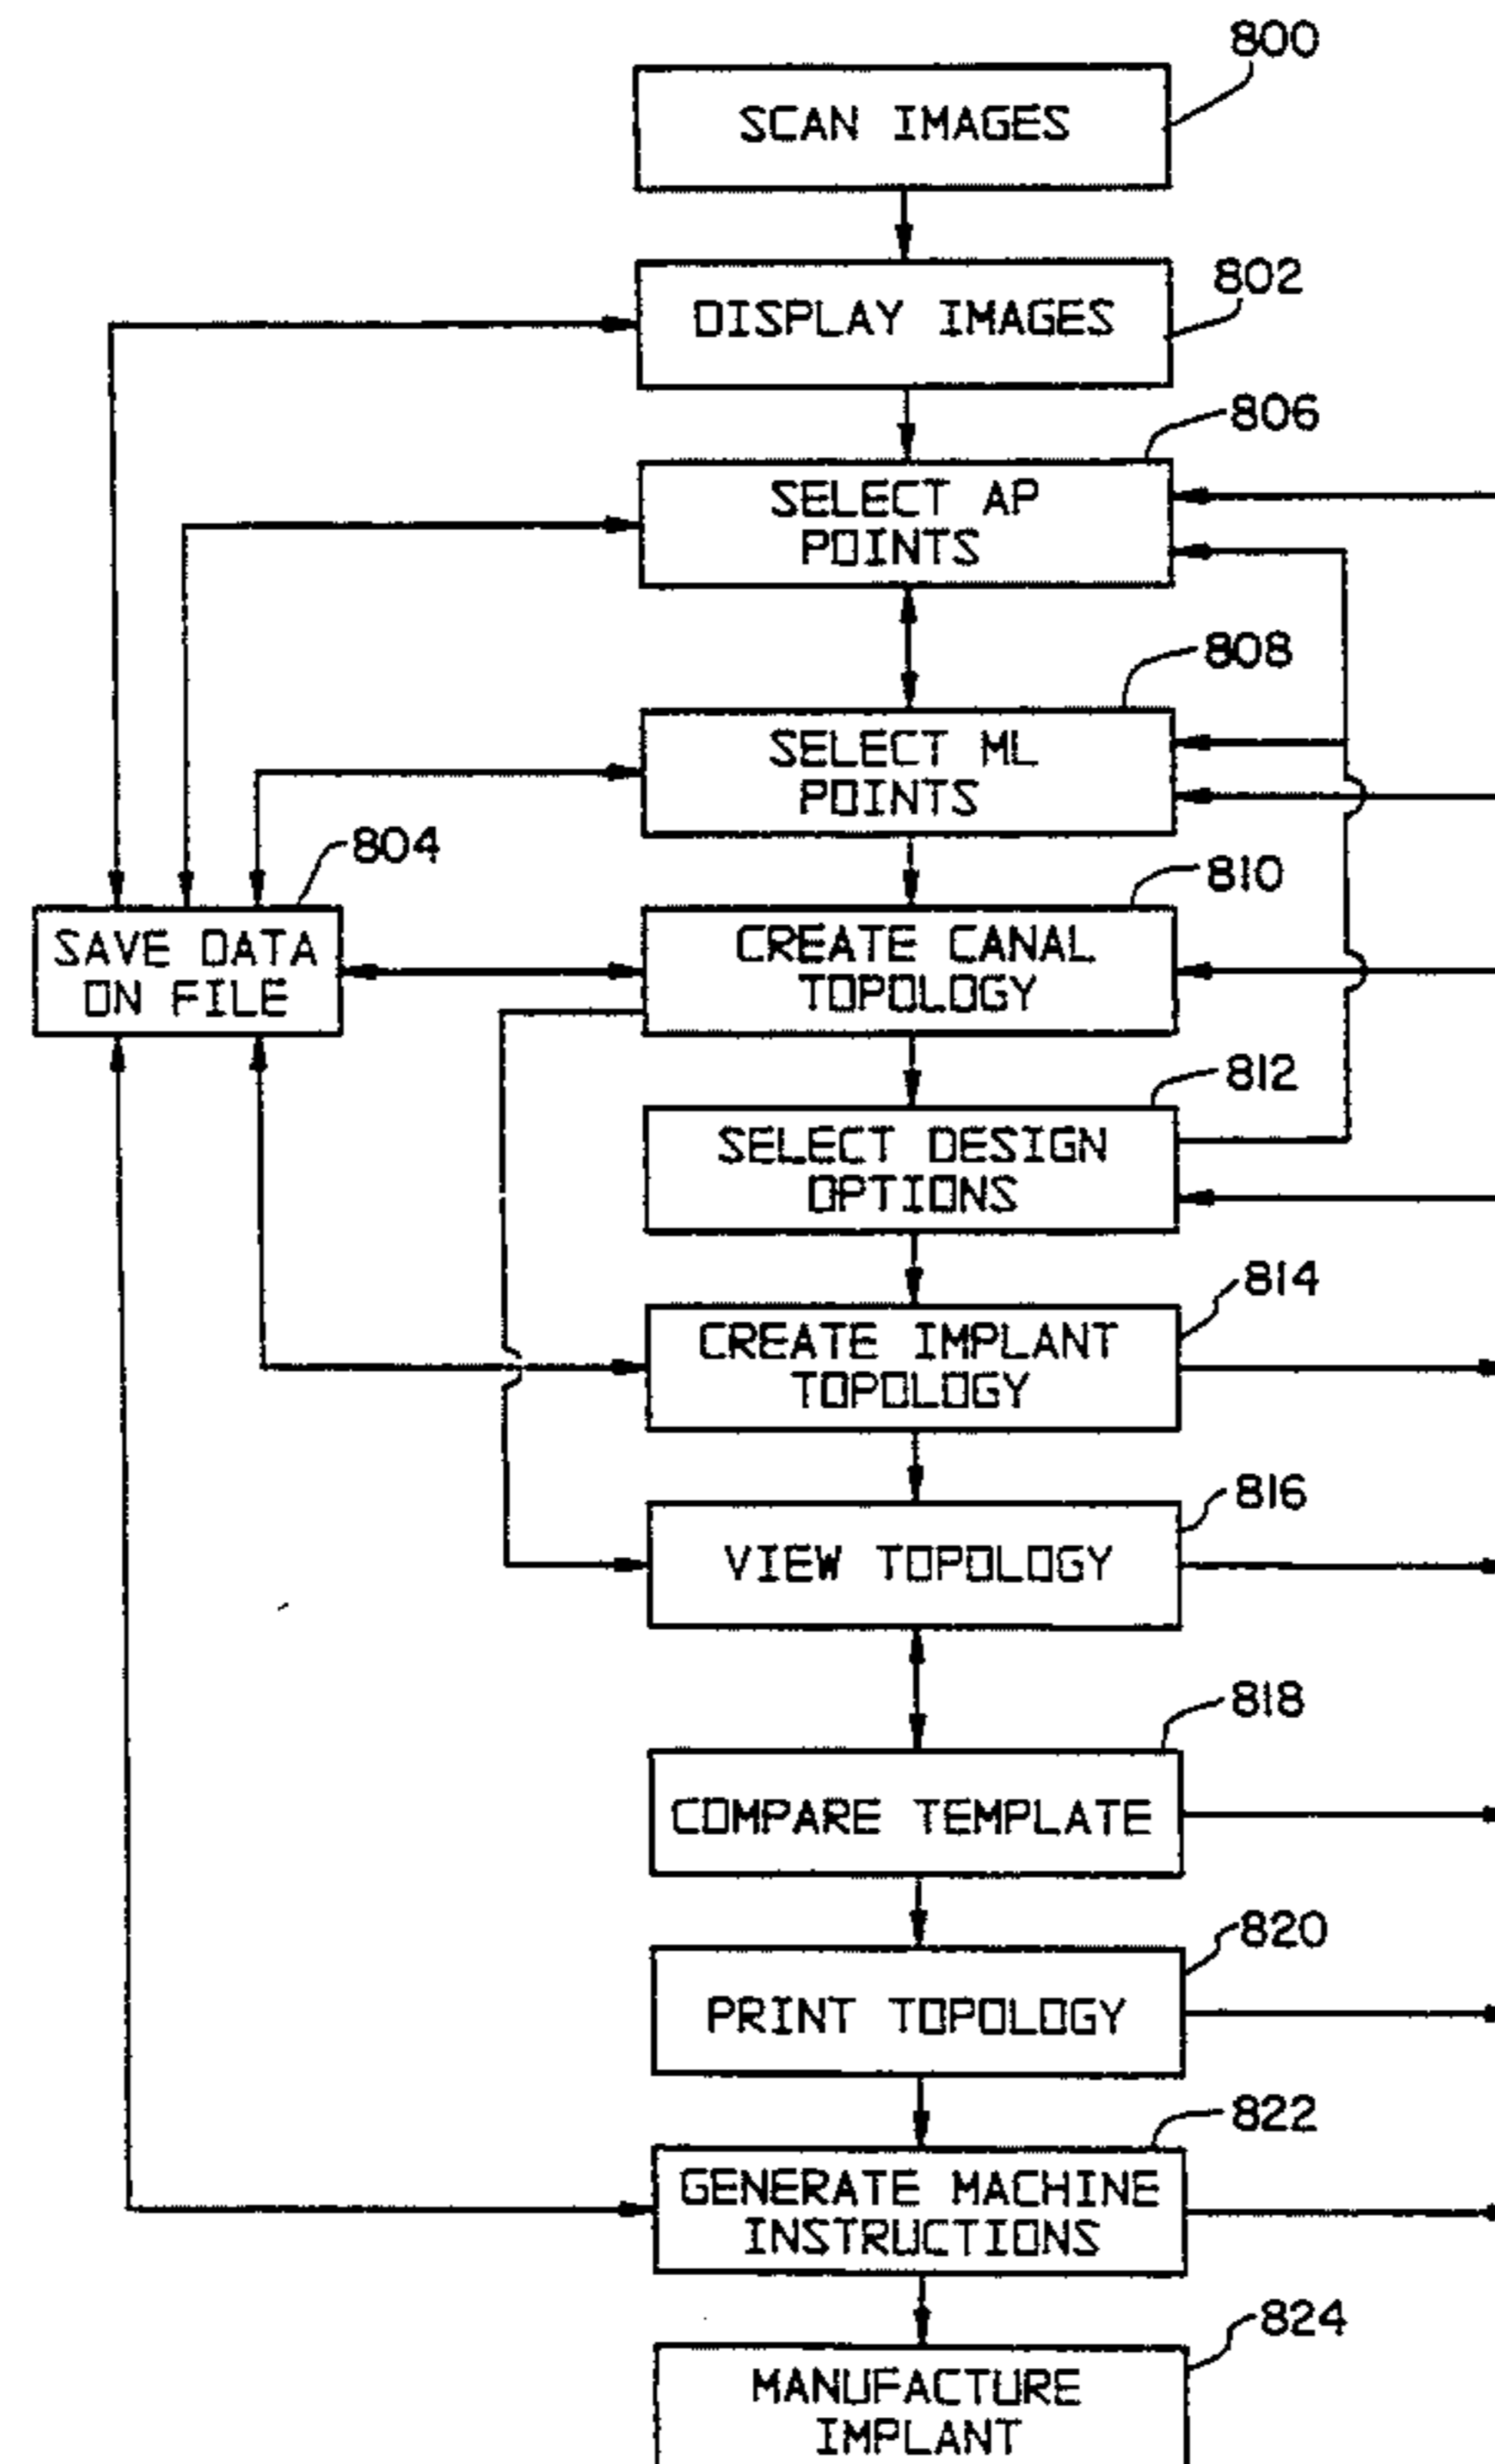 800
SCAN IMAGES
802
DISPLAY IMAGES
806
SELECT AP
POINTS
808
SELECT ML
POINTS
804
SAVE DATA
ON FILE
810
CREATE CANAL
TOPOLOGY
812
SELECT DESIGN
OPTIONS
814
CREATE IMPLANT
TOPOLOGY
816
VIEW TOPOLOGY
818
COMPARE TEMPLATE
820
PRINT TOPOLOGY
822
GENERATE MACHINE
INSTRUCTIONS
824
MANUFACTURE
IMPLANT